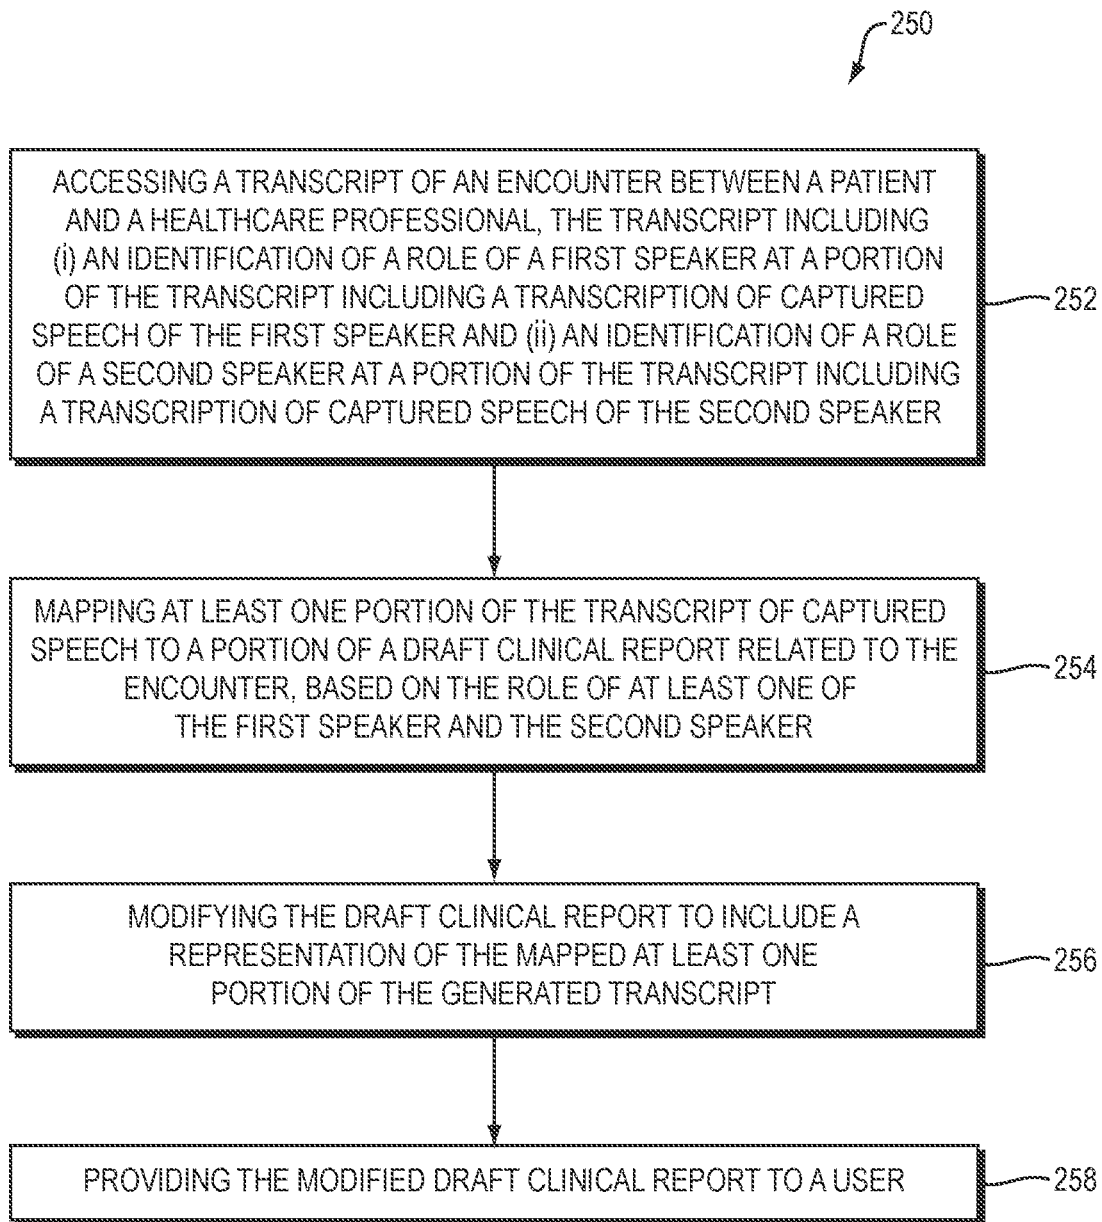 250
ACCESSING A TRANSCRIPT OF AN ENCOUNTER BETWEEN A PATIENT
AND A HEALTHCARE PROFESSIONAL, THE TRANSCRIPT INCLUDING
(i) AN IDENTIFICATION OF A ROLE OF A FIRST SPEAKER AT A PORTION
OF THE TRANSCRIPT INCLUDING A TRANSCRIPTION OF CAPTURED
SPEECH OF THE FIRST SPEAKER AND (ii) AN IDENTIFICATION OF A ROLE
OF A SECOND SPEAKER AT A PORTION OF THE TRANSCRIPT INCLUDING
A TRANSCRIPTION OF CAPTURED SPEECH OF THE SECOND SPEAKER
252
MAPPING AT LEAST ONE PORTION OF THE TRANSCRIPT OF CAPTURED
SPEECH TO A PORTION OF A DRAFT CLINICAL REPORT RELATED TO THE
ENCOUNTER, BASED ON THE ROLE OF AT LEAST ONE OF
THE FIRST SPEAKER AND THE SECOND SPEAKER
254
MODIFYING THE DRAFT CLINICAL REPORT TO INCLUDE A
REPRESENTATION OF THE MAPPED AT LEAST ONE
PORTION OF THE GENERATED TRANSCRIPT
256
PROVIDING THE MODIFIED DRAFT CLINICAL REPORT TO A USER
258